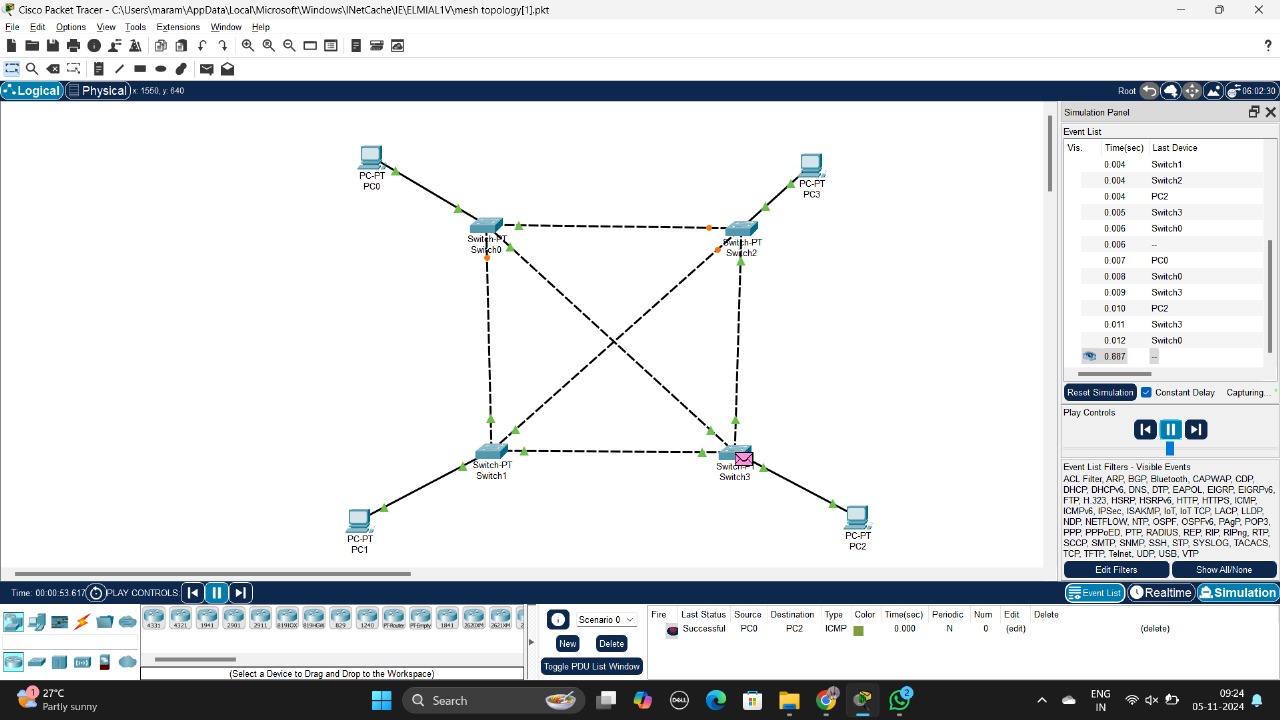 Cisco Packet Tracer - C:\Users\maram\AppData\Local\Microsoft\Windows\INetCache\IE\ELMIAL1V\mesh topology[1].pkt
File Edit Options View Tools Extensions Window Help
Logical Physical x: 1550, y: 640 Root 06:02:30
PC-PT
PC0
PC-PT
PC3
Switch-PT
Switch0
Switch-PT
Switch2
Switch-PT
Switch1
Switch-PT
Switch3
PC-PT
PC1
PC-PT
PC2
Simulation Panel
Event List
Vis. Time(sec) Last Device
0.004 Switch1
0.004 Switch2
0.004 PC2
0.005 Switch3
0.006 Switch0
0.006 --
0.007 PC0
0.008 Switch0
0.009 Switch3
0.010 PC2
0.011 Switch3
0.012 Switch0
0.887 --
Reset Simulation Constant Delay Capturing...
Play Controls
Event List Filters - Visible Events
ACL Filter, ARP, BGP, Bluetooth, CAPWAP, CDP,
DHCP, DHCPv6, DNS, DTP, EAPOL, EIGRP, EIGRPv6,
FTP, H.323, HSRP, HSRPv6, HTTP, HTTPS, ICMP,
ICMPv6, IPSec, ISAKMP, IoT, IoT TCP, LACP, LLDP,
NDP, NETFLOW, NTP, OSPF, OSPFv6, PAgP, POP3,
PPP, PPPoED, PTP, RADIUS, REP, RIP, RIPng, RTP,
SCCP, SMTP, SNMP, SSH, STP, SYSLOG, TACACS,
TCP, TFTP, Telnet, UDP, USB, VTP
Edit Filters Show All/None
Time: 00:00:53.617 PLAY CONTROLS: Event List Realtime Simulation
4331 4321 1941 2901 2911 819IOX 819HGW 829 1240 PT-Router PT-Empty 1841 2620XM 2621XM
(Select a Device to Drag and Drop to the Workspace)
Scenario 0
New Delete
Toggle PDU List Window
Fire Last Status Source Destination Type Color Time(sec) Periodic Num Edit Delete
Successful PC0 PC2 ICMP 0.000 N 0 (edit) (delete)
1
27°C
Partly sunny
Search
DELL
2
ENG
IN
09:24
05-11-2024